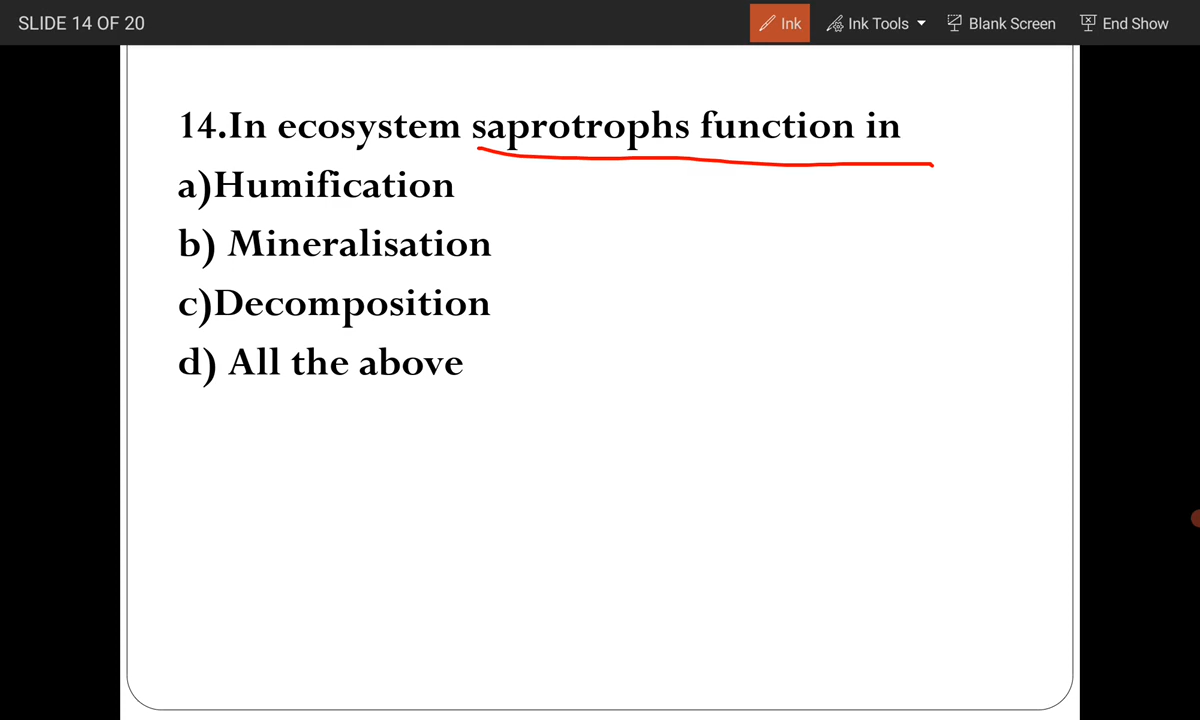 SLIDE 14 OF 20
Ink
Ink Tools
Blank Screen
End Show
14.In ecosystem saprotrophs function in
a)Humification
b) Mineralisation
c)Decomposition
d) All the above